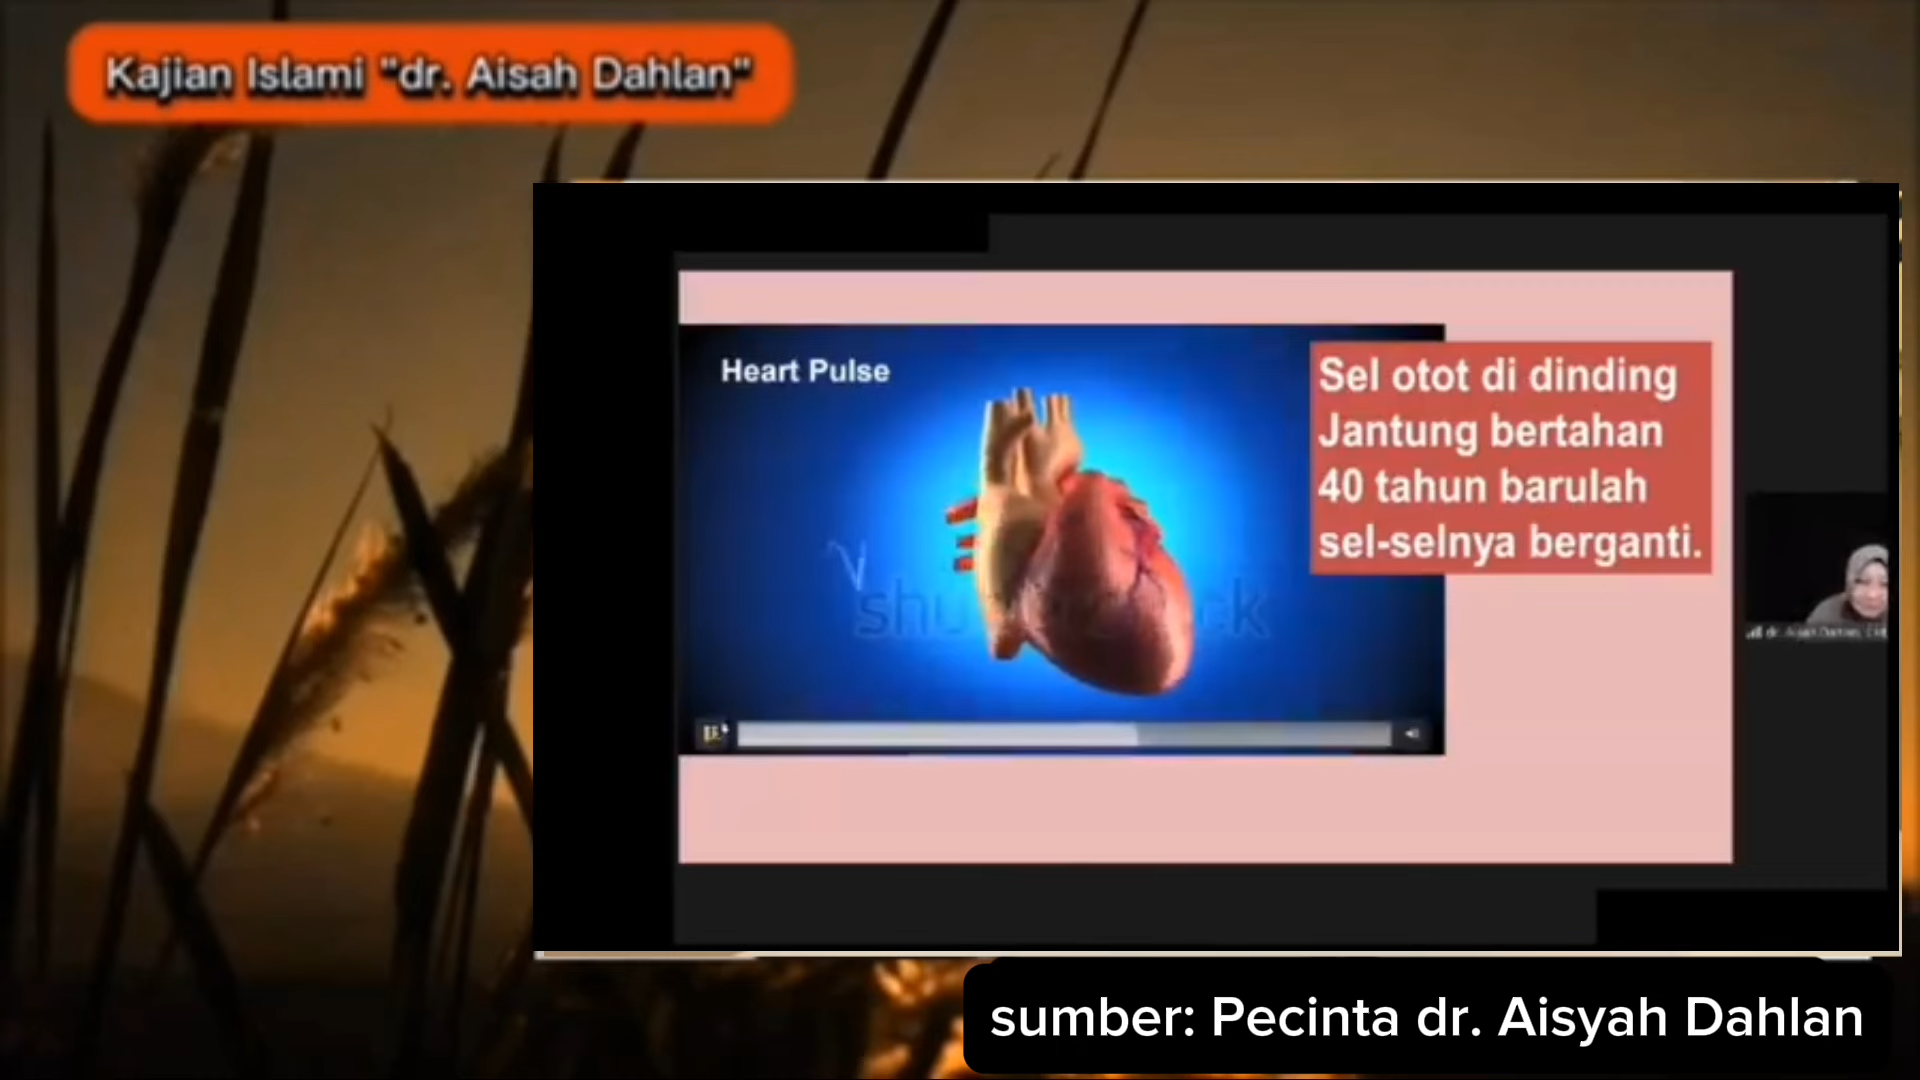 Kajian Islami "dr. Aisah Dahlan"
Heart Pulse
Sel otot di dinding
Jantung bertahan
40 tahun barulah
sel-selnya berganti.
sumber: Pecinta dr. Aisyah Dahlan